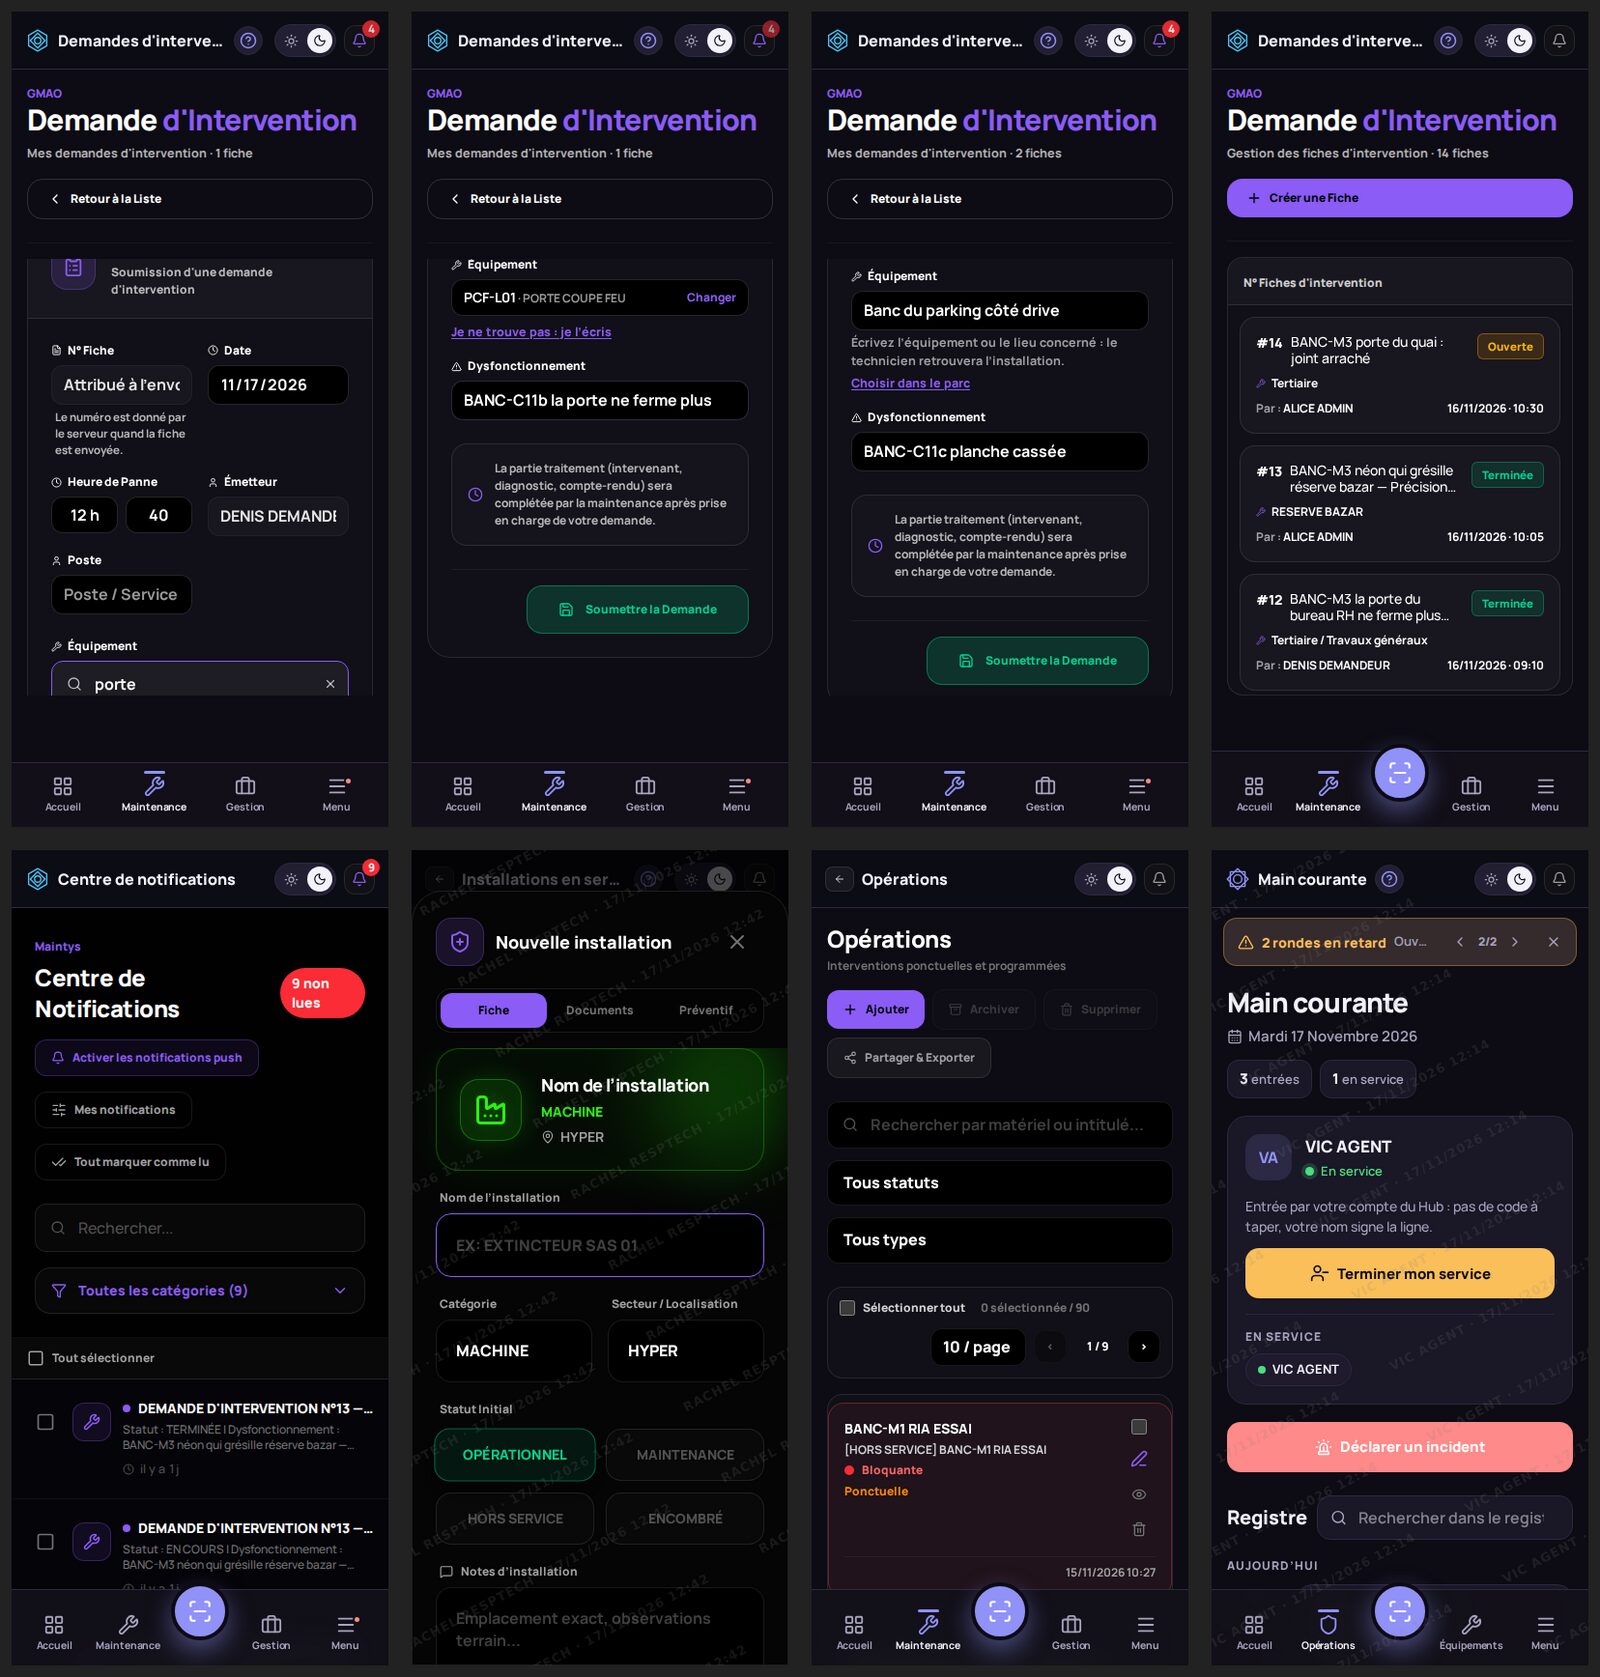 Demandes d'interve...
4
GMAO
Demande d'Intervention
Mes demandes d'intervention · 1 fiche
Retour à la Liste
Soumission d'une demande
d'intervention
N° Fiche
Date
Attribué à l'envo
11/17/2026
Le numéro est donné par
le serveur quand la fiche
est envoyée.
Heure de Panne
Émetteur
12 h
40
DENIS DEMANDE
Poste
Poste / Service
Équipement
porte
Accueil
Maintenance
Gestion
Menu
Demandes d'interve...
4
GMAO
Demande d'Intervention
Mes demandes d'intervention · 1 fiche
Retour à la Liste
Équipement
PCF-L01 · PORTE COUPE FEU
Changer
Je ne trouve pas : je l'écris
Dysfonctionnement
BANC-C11b la porte ne ferme plus
La partie traitement (intervenant,
diagnostic, compte-rendu) sera
complétée par la maintenance après prise
en charge de votre demande.
Soumettre la Demande
Accueil
Maintenance
Gestion
Menu
Demandes d'interve...
4
GMAO
Demande d'Intervention
Mes demandes d'intervention · 2 fiches
Retour à la Liste
Équipement
Banc du parking côté drive
Écrivez l'équipement ou le lieu concerné : le
technicien retrouvera l'installation.
Choisir dans le parc
Dysfonctionnement
BANC-C11c planche cassée
La partie traitement (intervenant,
diagnostic, compte-rendu) sera
complétée par la maintenance après prise
en charge de votre demande.
Soumettre la Demande
Accueil
Maintenance
Gestion
Menu
Demandes d'interve...
GMAO
Demande d'Intervention
Gestion des fiches d'intervention · 14 fiches
Créer une Fiche
N° Fiches d'intervention
#14 BANC-M3 porte du quai :
joint arraché
Ouverte
Tertiaire
Par : ALICE ADMIN
16/11/2026 · 10:30
#13 BANC-M3 néon qui grésille
réserve bazar — Précision...
Terminée
RESERVE BAZAR
Par : ALICE ADMIN
16/11/2026 · 10:05
#12 BANC-M3 la porte du
bureau RH ne ferme plus...
Terminée
Tertiaire / Travaux généraux
Par : DENIS DEMANDEUR
16/11/2026 · 09:10
Accueil
Maintenance
Gestion
Menu
Centre de notifications
9
Maintys
Centre de
Notifications
9 non
lues
Activer les notifications push
Mes notifications
Tout marquer comme lu
Rechercher...
Toutes les catégories (9)
Tout sélectionner
DEMANDE D'INTERVENTION N°13 —...
Statut : TERMINÉE | Dysfonctionnement :
BANC-M3 néon qui grésille réserve bazar —...
il y a 1 j
DEMANDE D'INTERVENTION N°13 —...
Statut : EN COURS | Dysfonctionnement :
BANC-M3 néon qui grésille réserve bazar —...
il y a 1 j
Accueil
Maintenance
Gestion
Menu
Installations en ser...
RACHEL RESPTECH · 17/11/2026 12:42
Nouvelle installation
Fiche
Documents
Préventif
Nom de l'installation
MACHINE
HYPER
Nom de l'installation
EX: EXTINCTEUR SAS 01
Catégorie
Secteur / Localisation
MACHINE
HYPER
Statut Initial
OPÉRATIONNEL
MAINTENANCE
HORS SERVICE
ENCOMBRÉ
Notes d'installation
Emplacement exact, observations
terrain...
Opérations
Opérations
Interventions ponctuelles et programmées
Ajouter
Archiver
Supprimer
Partager & Exporter
Rechercher par matériel ou intitulé...
Tous statuts
Tous types
Sélectionner tout
0 sélectionnée / 90
10 / page
1 / 9
BANC-M1 RIA ESSAI
[HORS SERVICE] BANC-M1 RIA ESSAI
Bloquante
Ponctuelle
15/11/2026 10:27
Accueil
Maintenance
Gestion
Menu
Main courante
VIC AGENT · 17/11/2026 12:14
2 rondes en retard
Ouv...
2/2
Main courante
Mardi 17 Novembre 2026
3 entrées
1 en service
VA
VIC AGENT
En service
Entrée par votre compte du Hub : pas de code à
taper, votre nom signe la ligne.
Terminer mon service
EN SERVICE
VIC AGENT
Déclarer un incident
Registre
Rechercher dans le regist
AUJOURD'HUI
Accueil
Opérations
Équipements
Menu